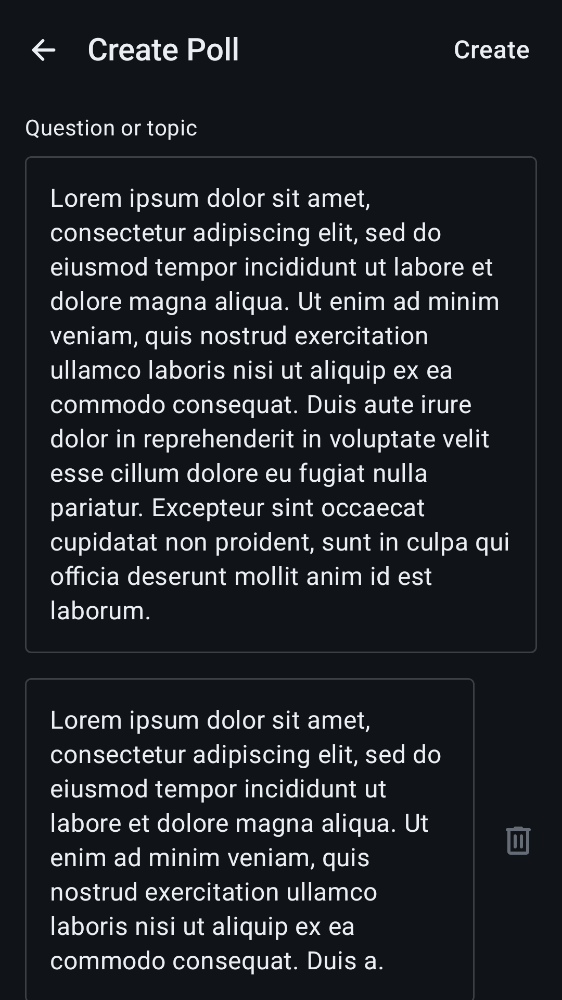 Create Poll
Create
Question or topic
Lorem ipsum dolor sit amet,
consectetur adipiscing elit, sed do
eiusmod tempor incididunt ut labore et
dolore magna aliqua. Ut enim ad minim
veniam, quis nostrud exercitation
ullamco laboris nisi ut aliquip ex ea
commodo consequat. Duis aute irure
dolor in reprehenderit in voluptate velit
esse cillum dolore eu fugiat nulla
pariatur. Excepteur sint occaecat
cupidatat non proident, sunt in culpa qui
officia deserunt mollit anim id est
laborum.
Lorem ipsum dolor sit amet,
consectetur adipiscing elit, sed do
eiusmod tempor incididunt ut
labore et dolore magna aliqua. Ut
enim ad minim veniam, quis
nostrud exercitation ullamco
laboris nisi ut aliquip ex ea
commodo consequat. Duis a.